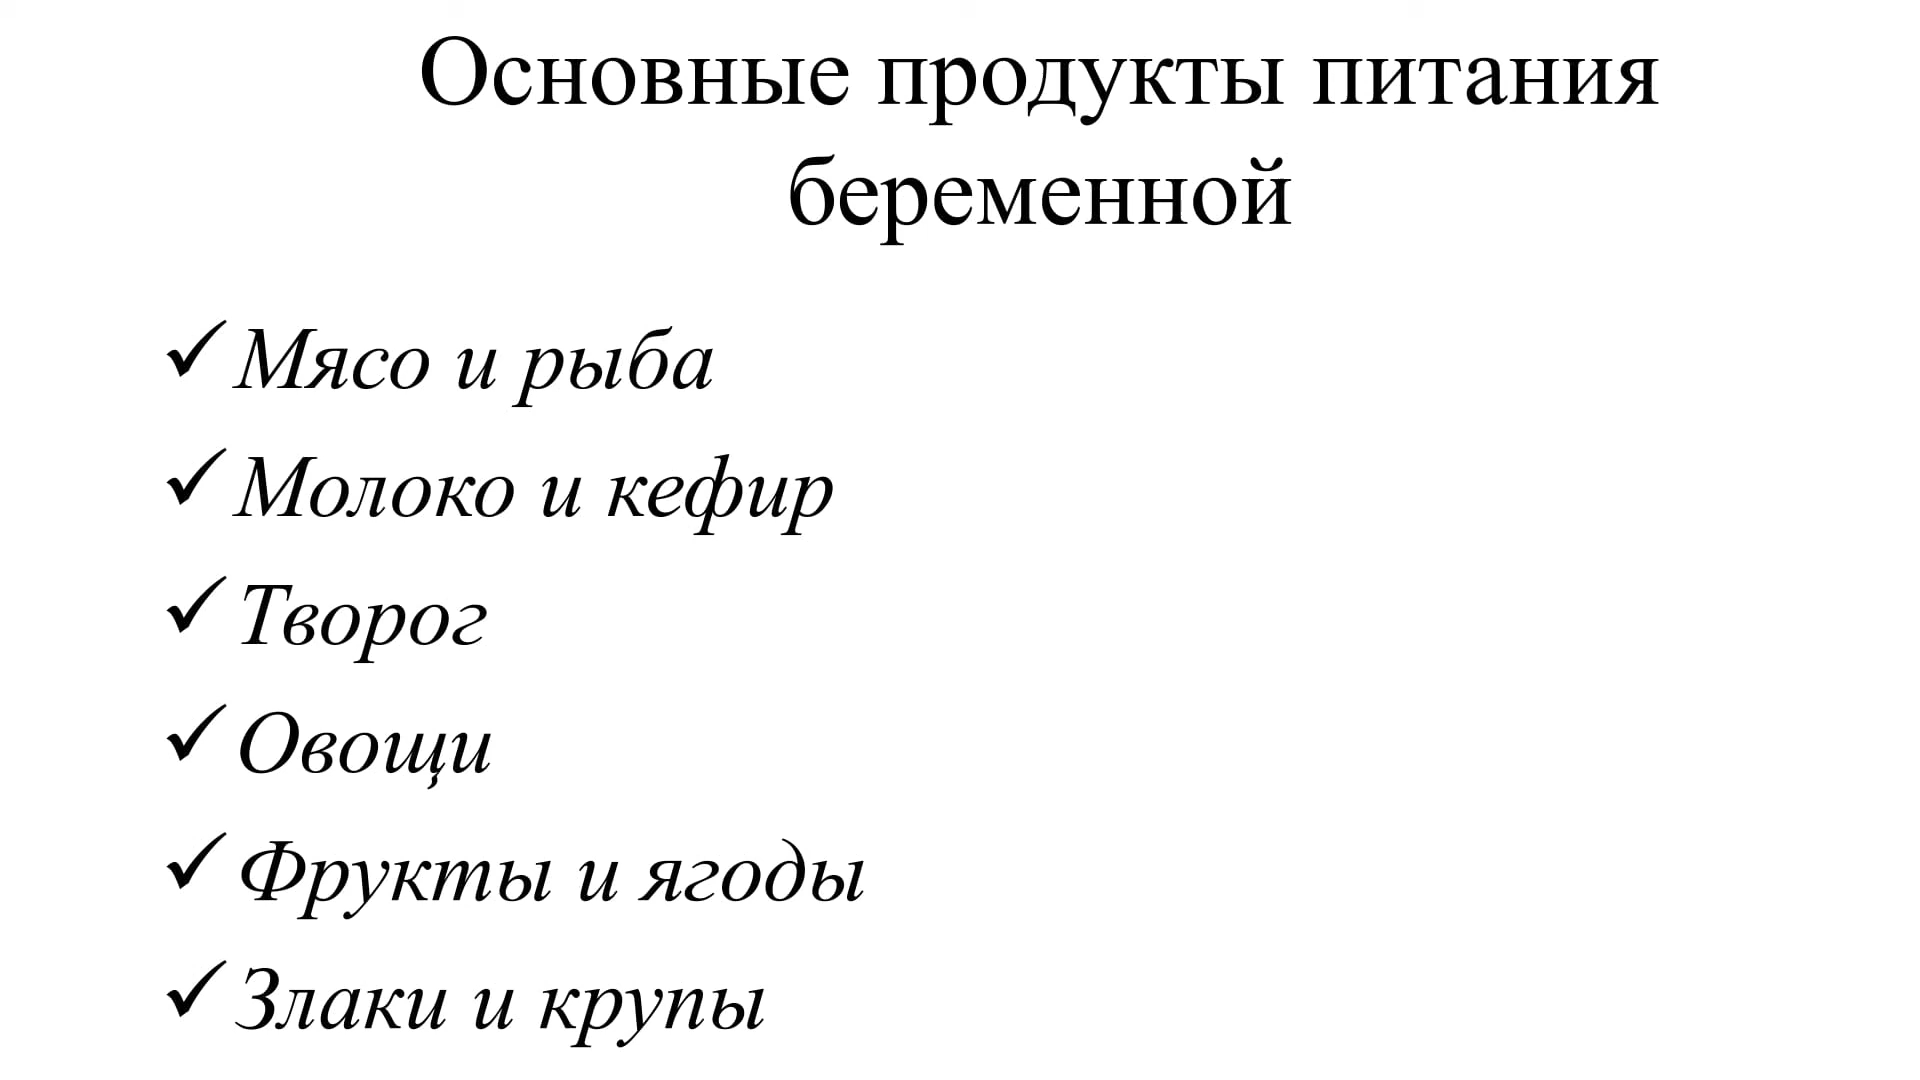 Основные продукты питания
беременной
✓ Мясо и рыба
✓ Молоко и кефир
✓ Творог
✓ Овощи
✓ Фрукты и ягоды
✓ Злаки и крупы